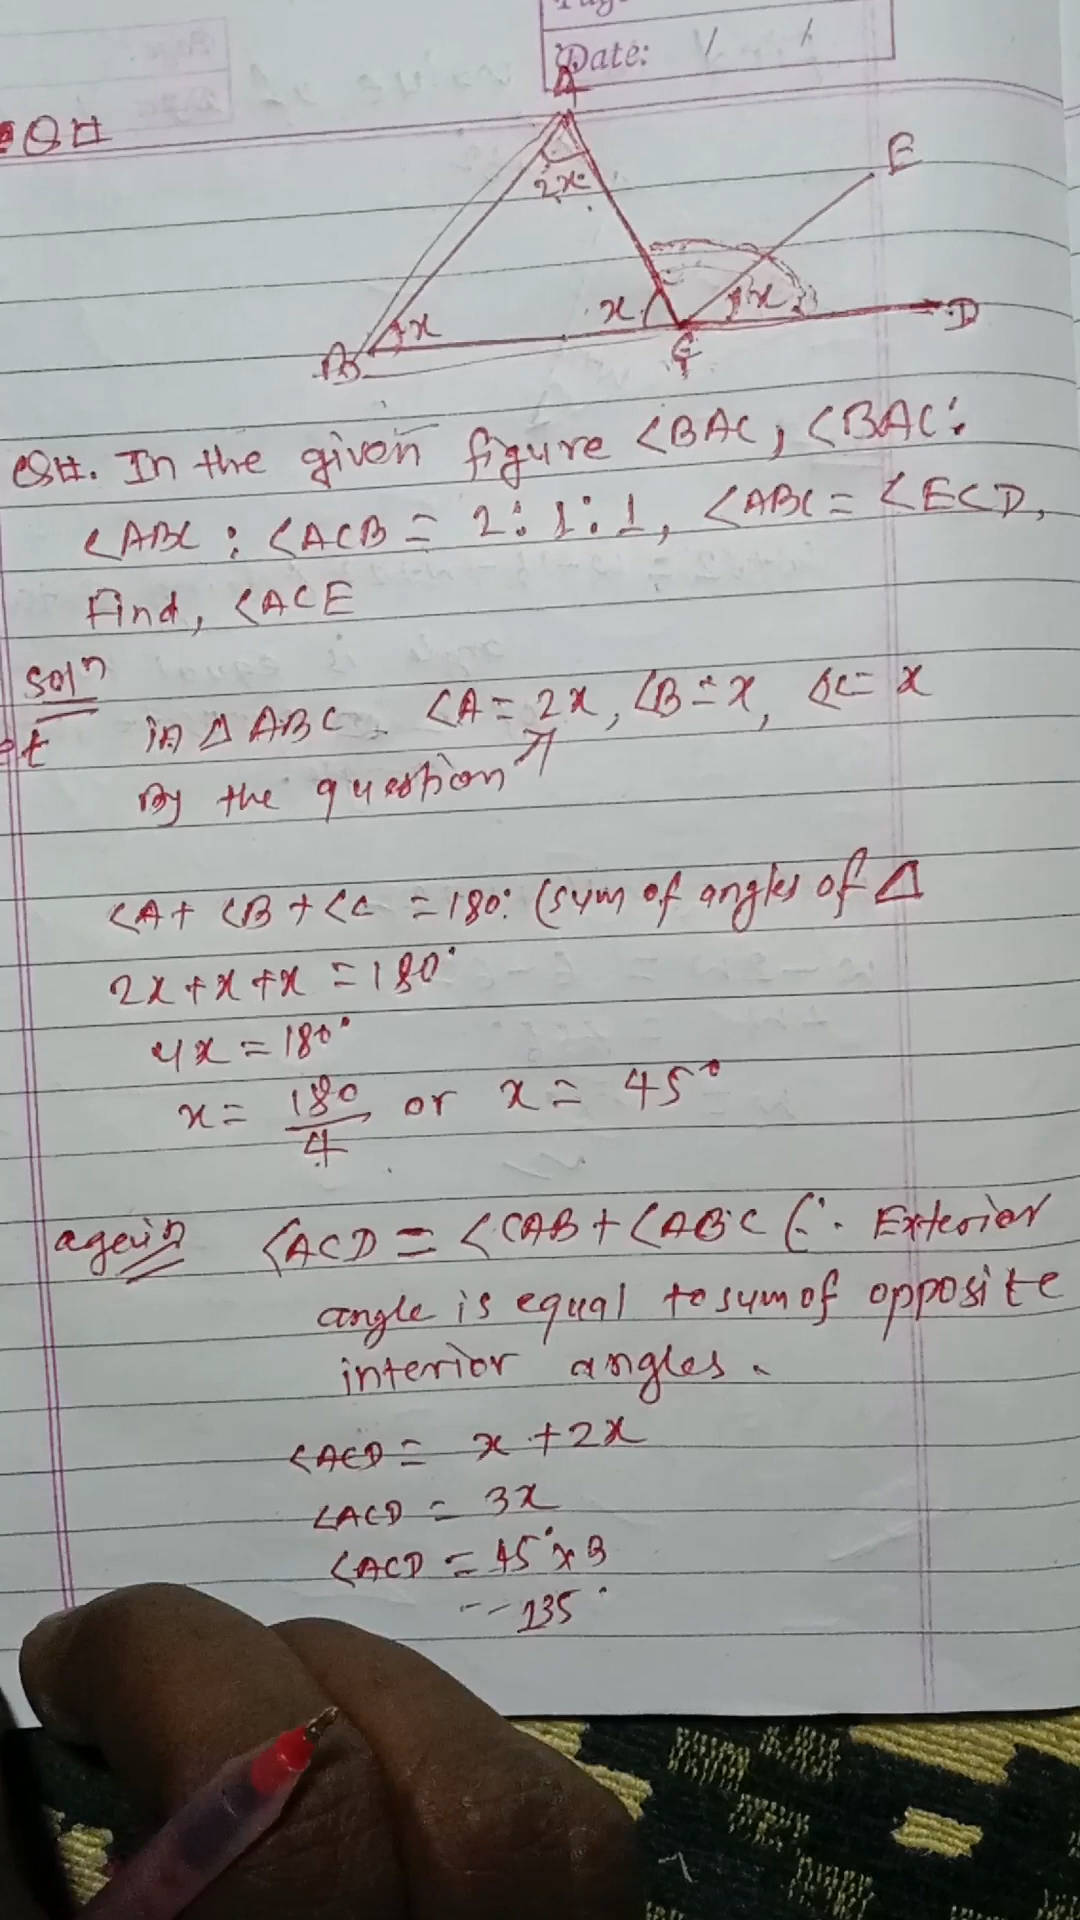 Date: / /
A
2x
E
x
x
x
D
B
C
In the given figure ∠BAC, ∠BAC:
∠ABC : ∠ACB = 2:1:1, ∠ABC = ∠ECD,
Find, ∠ACE
Solⁿ
in △ ABC ∠A = 2x, ∠B = x, ∠C = x
By the question
∠A + ∠B + ∠C = 180° (sum of angles of △
2x + x + x = 180°
4x = 180°
x = 180/4 or x = 45°
again ∠ACD = ∠CAB + ∠ABC (∵ Exterior
angle is equal to sum of opposite
interior angles.
∠ACD = x + 2x
∠ACD = 3x
∠ACD = 45° x 3
= 135°